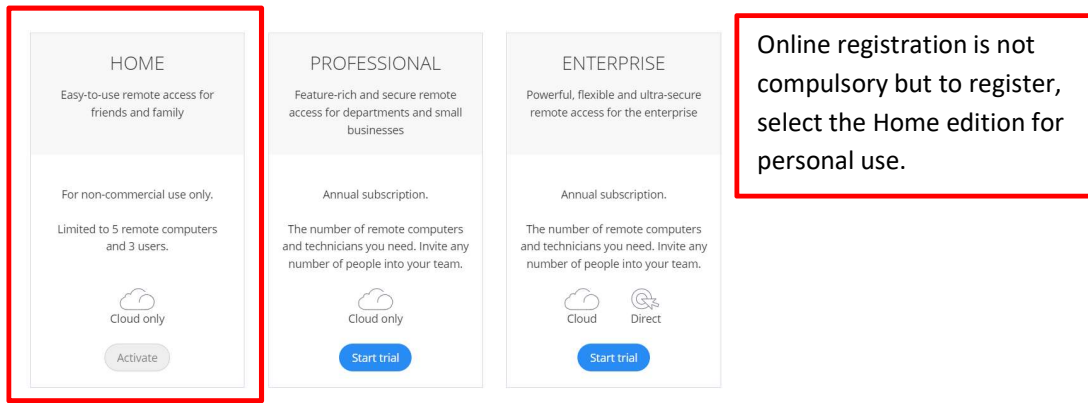 HOME
Easy-to-use remote access for
friends and family
For non-commercial use only.
Limited to 5 remote computers
and 3 users.
Cloud only
Activate
PROFESSIONAL
Feature-rich and secure remote
access for departments and small
businesses
Annual subscription.
The number of remote computers
and technicians you need. Invite any
number of people into your team.
Cloud only
Start trial
ENTERPRISE
Powerful, flexible and ultra-secure
remote access for the enterprise
Annual subscription.
The number of remote computers
and technicians you need. Invite any
number of people into your team.
Cloud
Direct
Start trial
Online registration is not
compulsory but to register,
select the Home edition for
personal use.